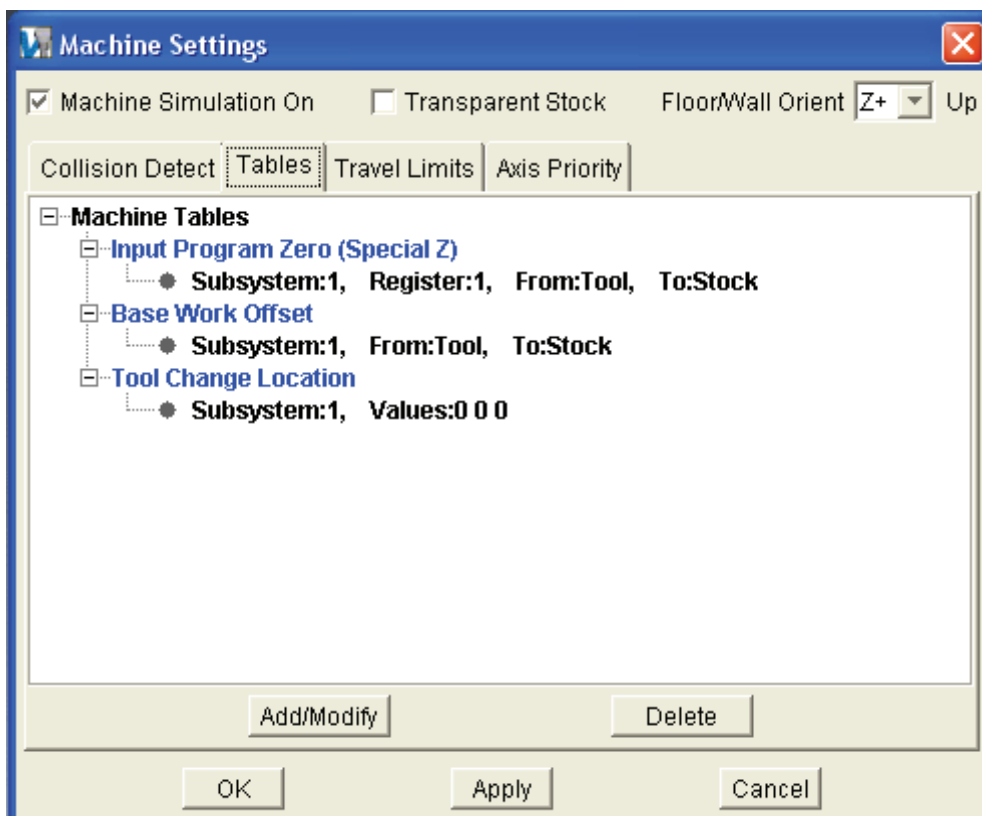 Machine Settings
Machine Simulation On Transparent Stock Floor/Wall Orient Z+ Up
Collision Detect Tables Travel Limits Axis Priority
Machine Tables
Input Program Zero (Special Z)
Subsystem:1, Register:1, From:Tool, To:Stock
Base Work Offset
Subsystem:1, From:Tool, To:Stock
Tool Change Location
Subsystem:1, Values:0 0 0
Add/Modify Delete
OK Apply Cancel